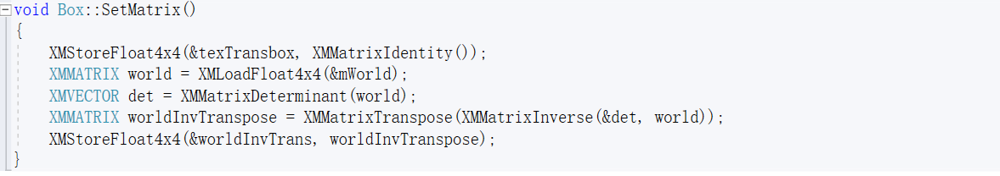 void Box::SetMatrix()
{
    XMStoreFloat4x4(&texTransbox, XMMatrixIdentity());
    XMMATRIX world = XMLoadFloat4x4(&mWorld);
    XMVECTOR det = XMMatrixDeterminant(world);
    XMMATRIX worldInvTranspose = XMMatrixTranspose(XMMatrixInverse(&det, world));
    XMStoreFloat4x4(&worldInvTrans, worldInvTranspose);
}